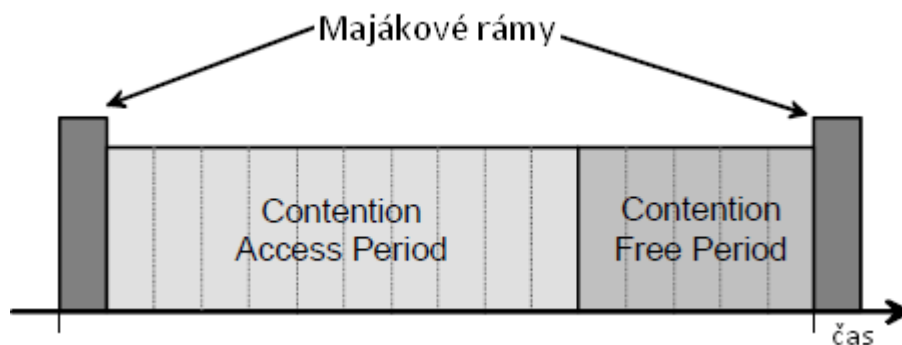 Majákové rámy
Contention
Access Period
Contention
Free Period
čas